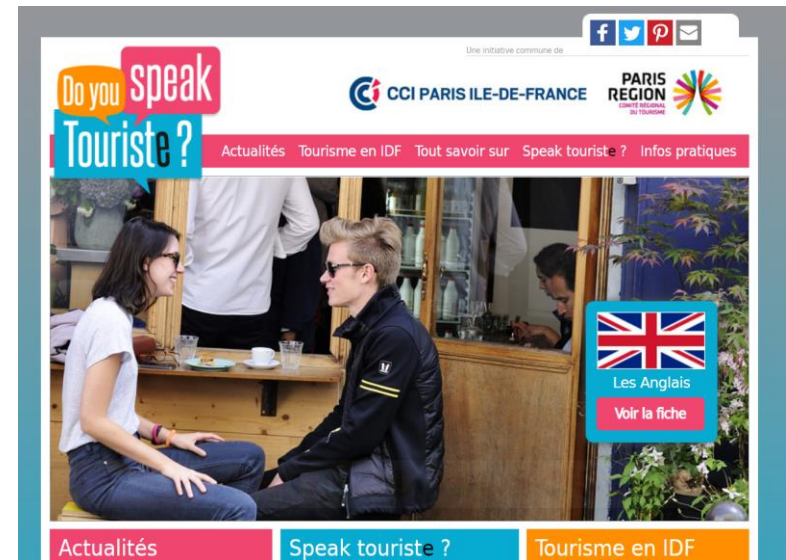 Une initiative commune de
Do you speak
Touriste ?
CCI PARIS ILE-DE-FRANCE
PARIS
REGION
COMITÉ RÉGIONAL
DU TOURISME
Actualités Tourisme en IDF Tout savoir sur Speak touriste ? Infos pratiques
Les Anglais
Voir la fiche
Actualités Speak touriste ? Tourisme en IDF